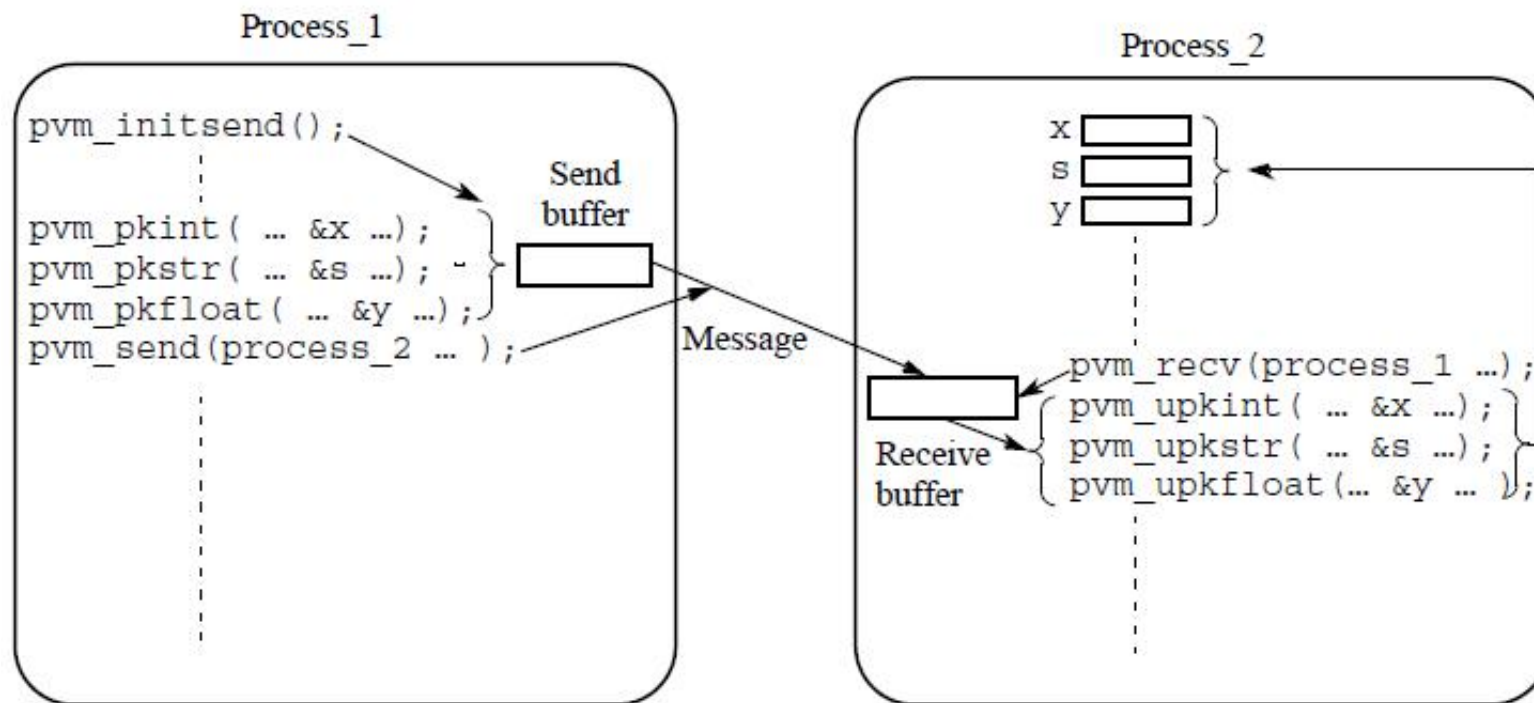 Process_1
pvm_initsend();
Send
buffer
pvm_pkint( … &x …);
pvm_pkstr( … &s …);
pvm_pkfloat( … &y …);
pvm_send(process_2 … );
Message
Process_2
x
s
y
pvm_recv(process_1 …);
pvm_upkint( … &x …);
pvm_upkstr( … &s …);
pvm_upkfloat(… &y … );
Receive
buffer